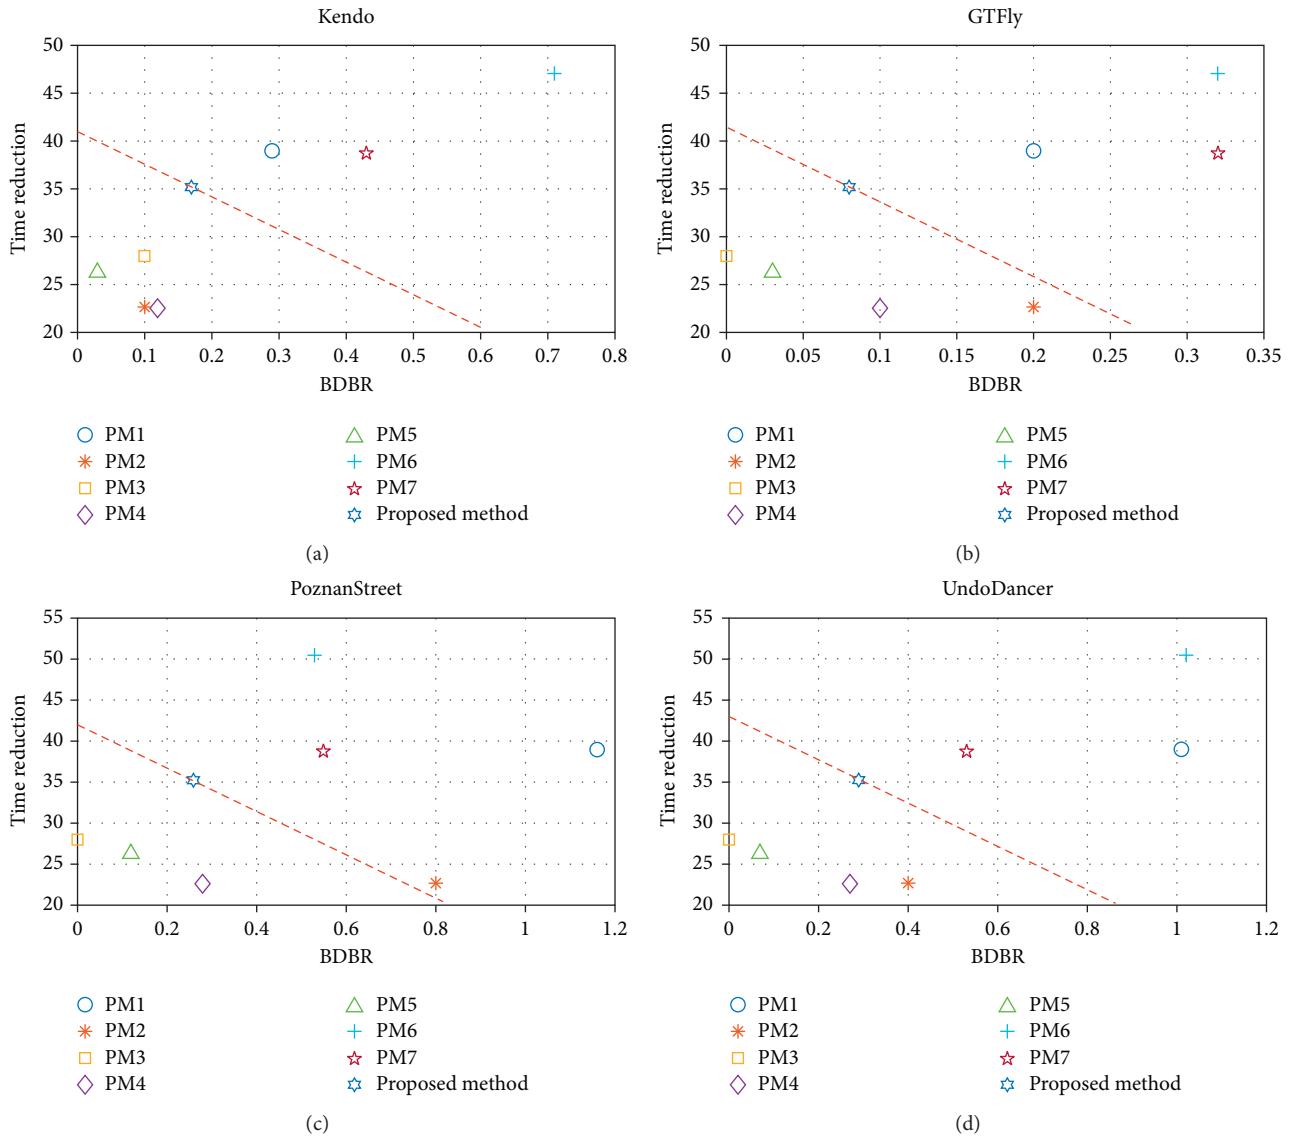 Kendo
50
45
40
35
30
25
20
Time reduction
0 0.1 0.2 0.3 0.4 0.5 0.6 0.7 0.8
BDBR
PM1 PM5
PM2 PM6
PM3 PM7
PM4 Proposed method
(a)
GTFly
50
45
40
35
30
25
20
Time reduction
0 0.05 0.1 0.15 0.2 0.25 0.3 0.35
BDBR
PM1 PM5
PM2 PM6
PM3 PM7
PM4 Proposed method
(b)
PoznanStreet
55
50
45
40
35
30
25
20
Time reduction
0 0.2 0.4 0.6 0.8 1 1.2
BDBR
PM1 PM5
PM2 PM6
PM3 PM7
PM4 Proposed method
(c)
UndoDancer
55
50
45
40
35
30
25
20
Time reduction
0 0.2 0.4 0.6 0.8 1 1.2
BDBR
PM1 PM5
PM2 PM6
PM3 PM7
PM4 Proposed method
(d)